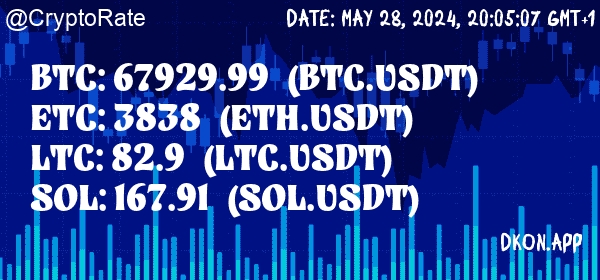 @CryptoRate
DATE: MAY 28, 2024, 20:05:07 GMT+1
BTC: 67929.99 (BTC.USDT)
ETC: 3838 (ETH.USDT)
LTC: 82.9 (LTC.USDT)
SOL: 167.91 (SOL.USDT)
DKON.APP